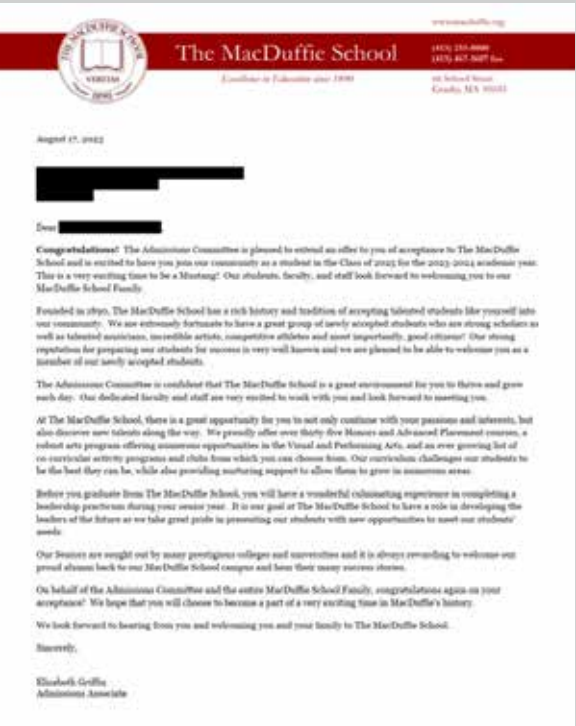 THE MACDUFFIE SCHOOL
VERITAS
1890
www.macduffie.org
The MacDuffie School
Excellence in Education since 1890
(413) 255-0000
(413) 467-1607 fax
66 School Street
Granby, MA 01033
August 17, 2023
Dear
Congratulations! The Admissions Committee is pleased to extend an offer to you of acceptance to The MacDuffie
School and is excited to have you join our community as a student in the Class of 2025 for the 2023-2024 academic year.
This is a very exciting time to be a Mustang! Our students, faculty, and staff look forward to welcoming you to our
MacDuffie School Family.
Founded in 1890, The MacDuffie School has a rich history and tradition of accepting talented students like yourself into
our community. We are extremely fortunate to have a great group of newly accepted students who are strong scholars as
well as talented musicians, incredible artists, competitive athletes and most importantly, good citizens! Our strong
reputation for preparing our students for success is very well known and we are pleased to be able to welcome you as a
member of our newly accepted students.
The Admissions Committee is confident that The MacDuffie School is a great environment for you to thrive and grow
each day. Our dedicated faculty and staff are very excited to work with you and look forward to meeting you.
At The MacDuffie School, there is a great opportunity for you to not only continue with your passions and interests, but
also discover new talents along the way. We proudly offer over thirty-five Honors and Advanced Placement courses, a
robust arts program offering numerous opportunities in the Visual and Performing Arts, and an ever growing list of
co-curricular activity programs and clubs from which you can choose from. Our curriculum challenges our students to
be the best they can be, while also providing nurturing support to allow them to grow in numerous areas.
Before you graduate from The MacDuffie School, you will have a wonderful culminating experience in completing a
leadership practicum during your senior year. It is our goal at The MacDuffie School to have a role in developing the
leaders of the future as we take great pride in presenting our students with new opportunities to meet our students'
needs.
Our Seniors are sought out by many prestigious colleges and universities and it is always rewarding to welcome our
proud alumni back to our MacDuffie School campus and hear their many success stories.
On behalf of the Admissions Committee and the entire MacDuffie School Family, congratulations again on your
acceptance! We hope that you will choose to become a part of a very exciting time in MacDuffie's history.
We look forward to hearing from you and welcoming you and your family to The MacDuffie School.
Sincerely,
Elizabeth Griffin
Admissions Associate